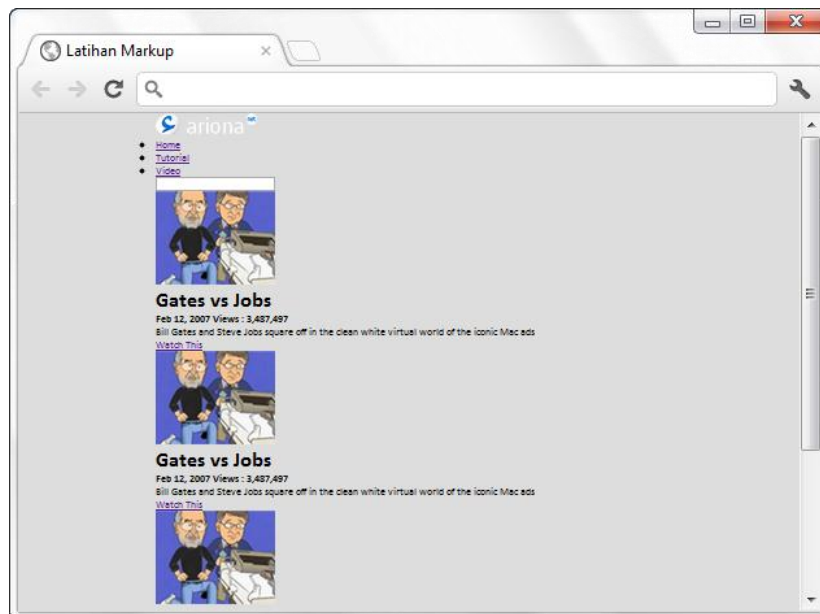 Latihan Markup
ariona
Home
Tutorial
Video
Gates vs Jobs
Feb 12, 2007 Views : 3,487,497
Bill Gates and Steve Jobs square off in the clean white virtual world of the iconic Mac ads
Watch This
Gates vs Jobs
Feb 12, 2007 Views : 3,487,497
Bill Gates and Steve Jobs square off in the clean white virtual world of the iconic Mac ads
Watch This